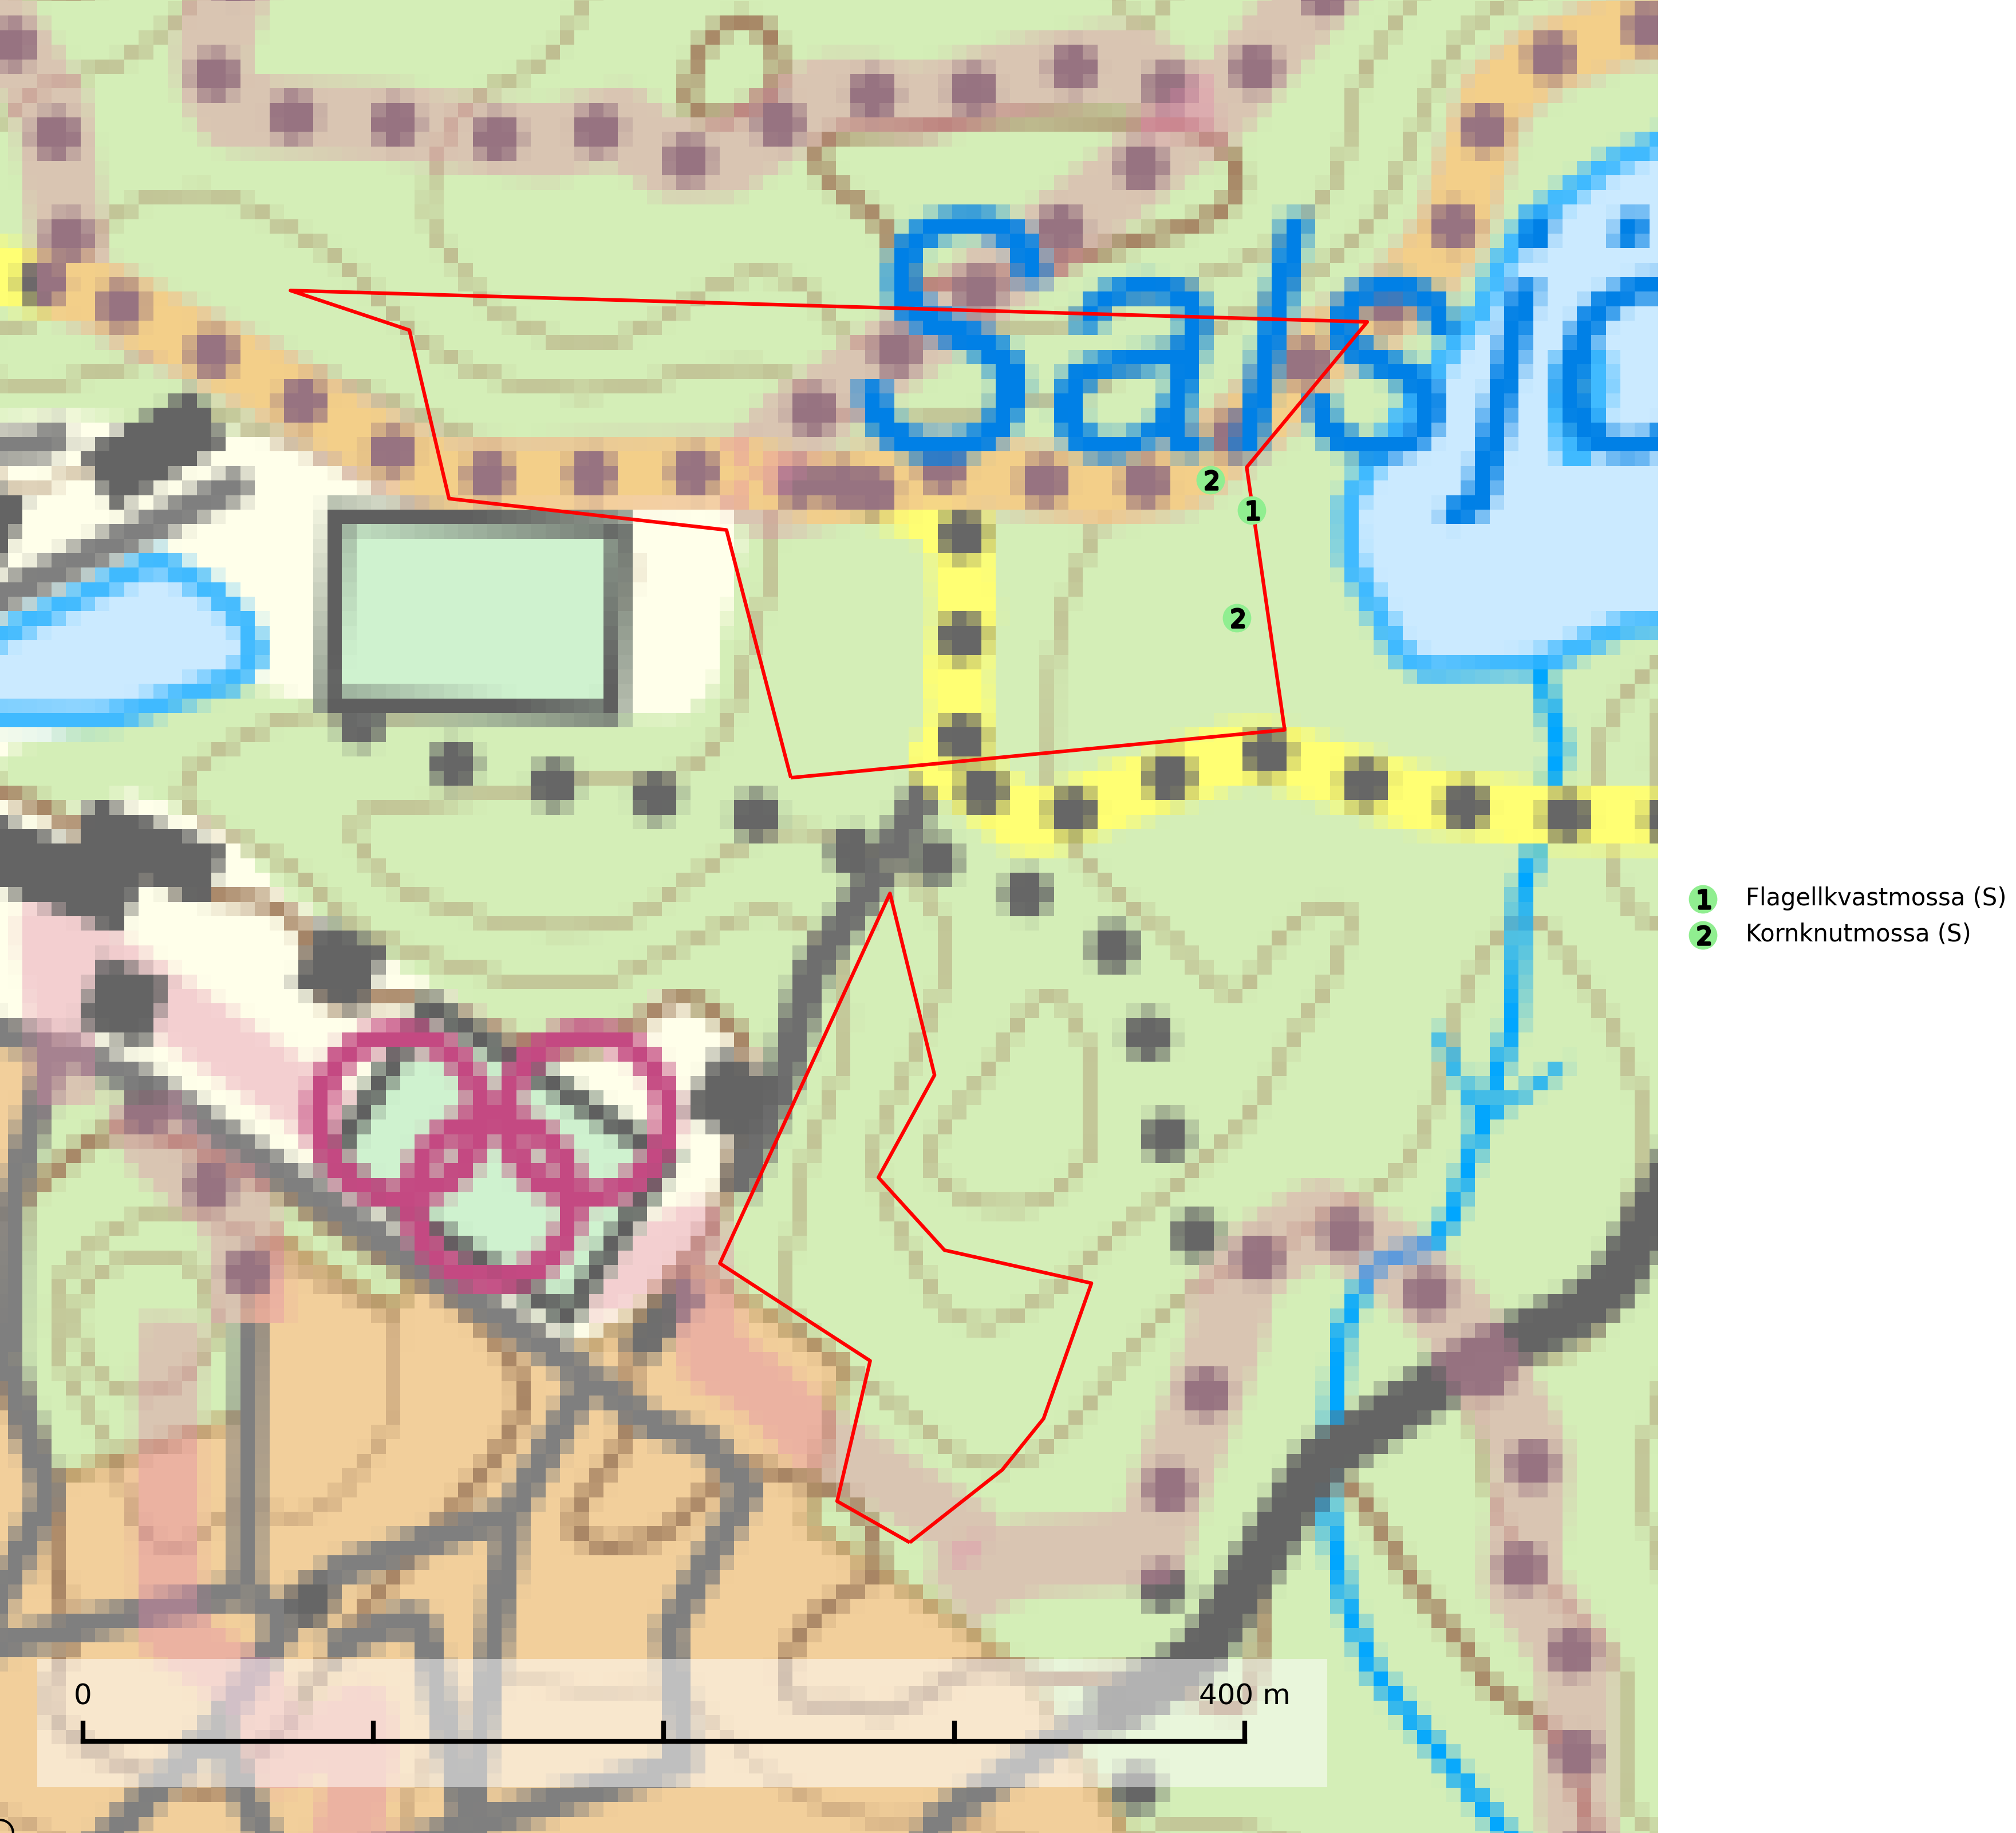 Salsjö
2
1
2
1 Flagellkvastmossa (S)
2 Kornknutmossa (S)
0 400 m